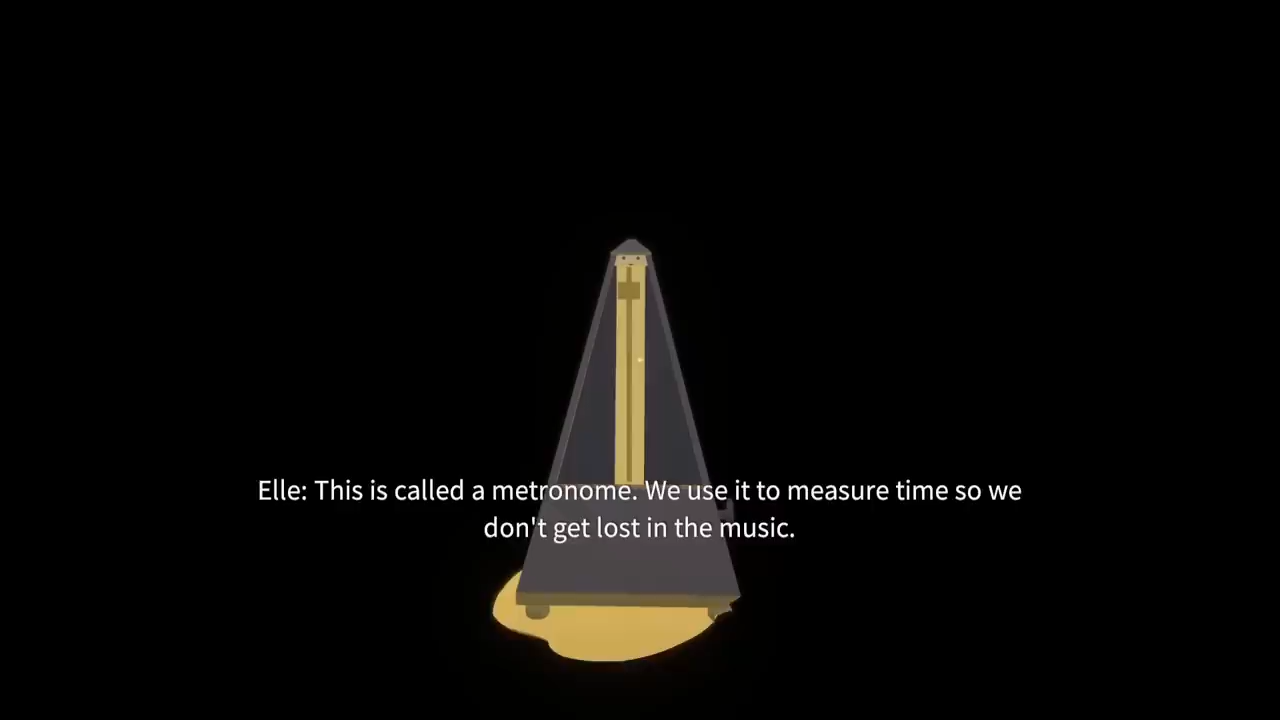 Elle: This is called a metronome. We use it to measure time so we
don't get lost in the music.